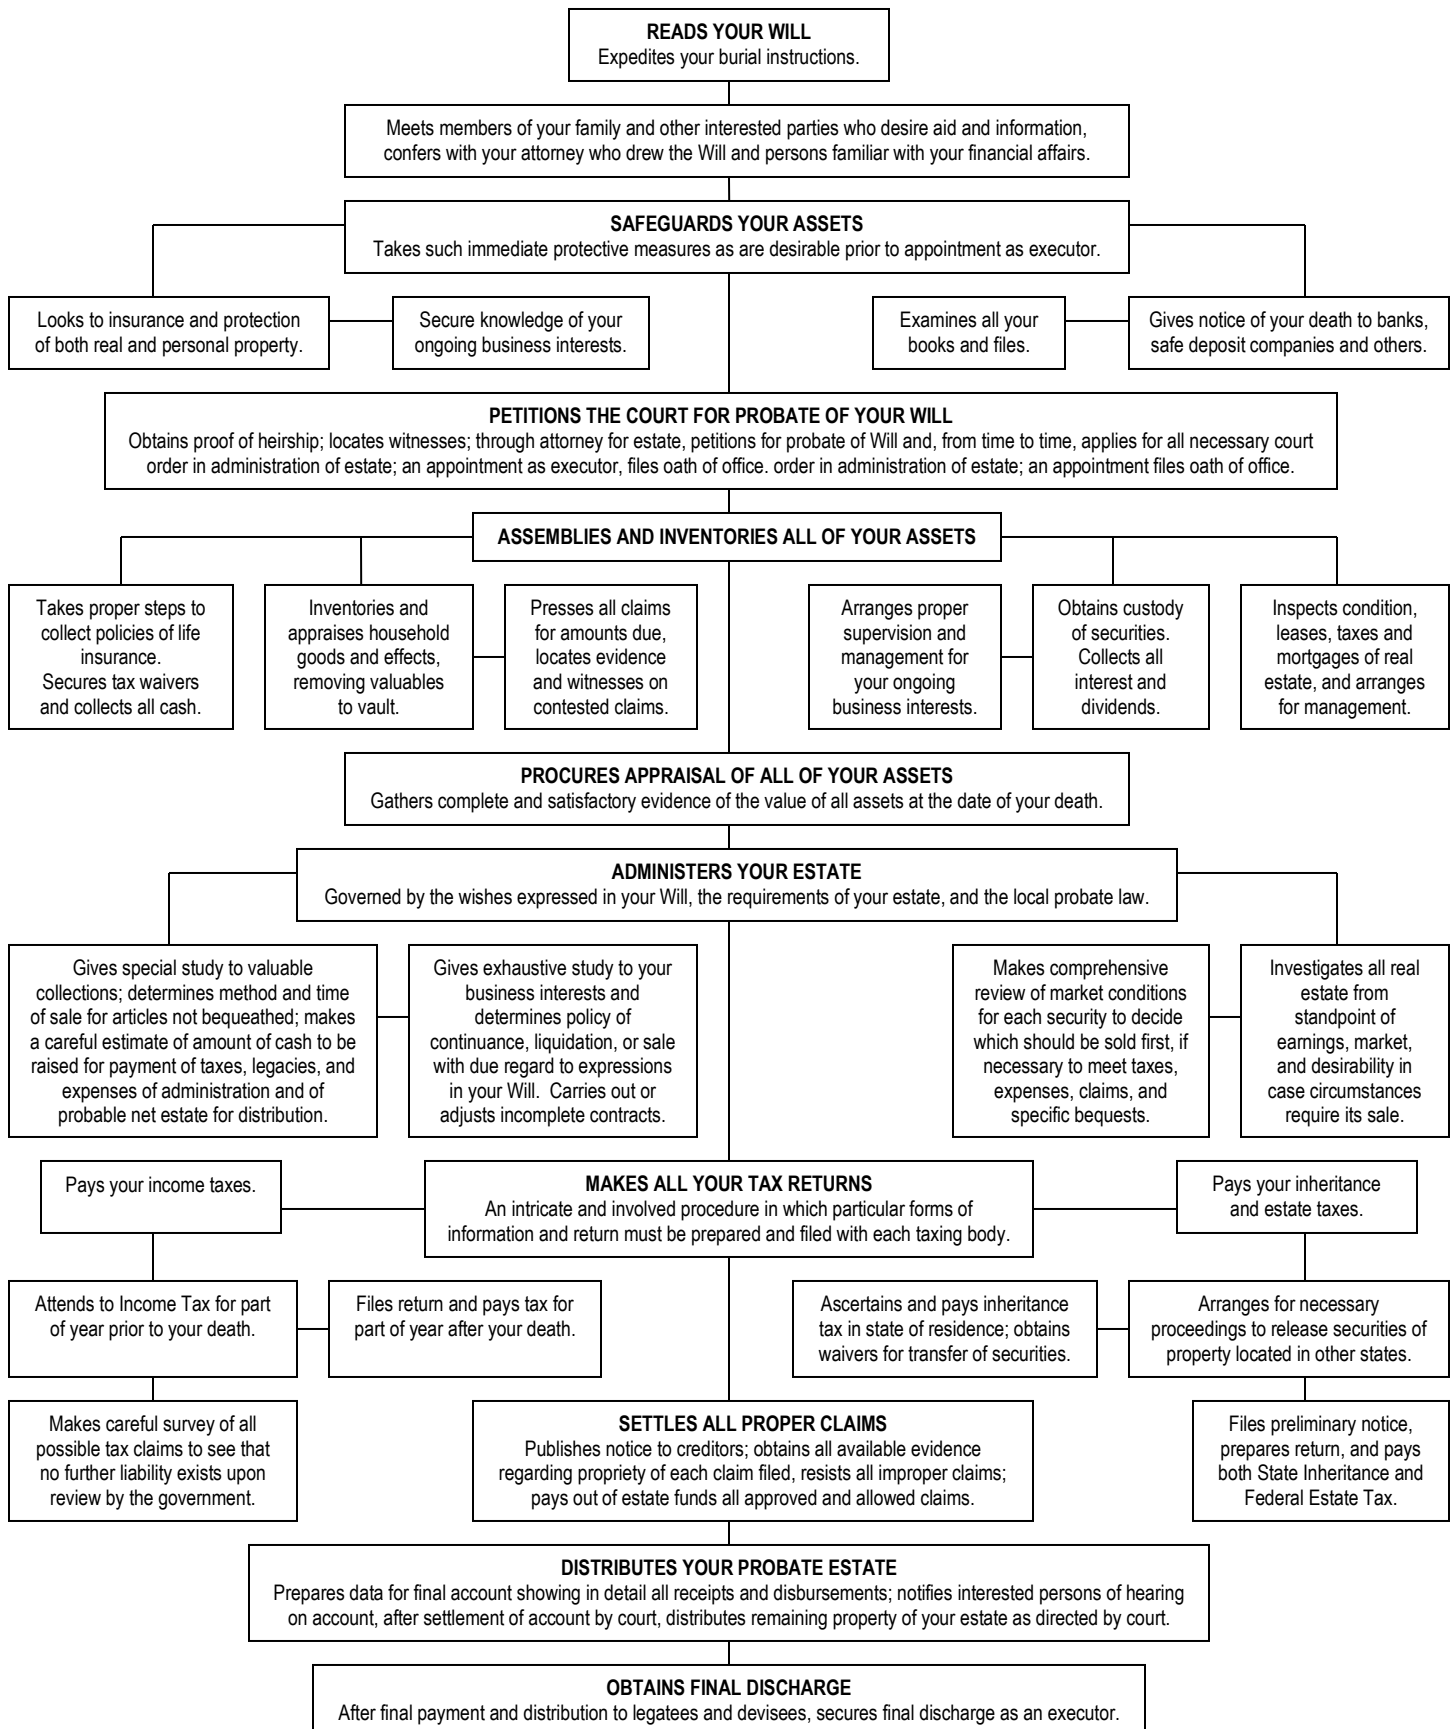 READS YOUR WILL
Expedites your burial instructions.
Meets members of your family and other interested parties who desire aid and information,
confers with your attorney who drew the Will and persons familiar with your financial affairs.
SAFEGUARDS YOUR ASSETS
Takes such immediate protective measures as are desirable prior to appointment as executor.
Looks to insurance and protection
of both real and personal property.
Secure knowledge of your
ongoing business interests.
Examines all your
books and files.
Gives notice of your death to banks,
safe deposit companies and others.
PETITIONS THE COURT FOR PROBATE OF YOUR WILL
Obtains proof of heirship; locates witnesses; through attorney for estate, petitions for probate of Will and, from time to time, applies for all necessary court
order in administration of estate; an appointment as executor, files oath of office. order in administration of estate; an appointment files oath of office.
ASSEMBLIES AND INVENTORIES ALL OF YOUR ASSETS
Takes proper steps to
collect policies of life
insurance.
Secures tax waivers
and collects all cash.
Inventories and
appraises household
goods and effects,
removing valuables
to vault.
Presses all claims
for amounts due,
locates evidence
and witnesses on
contested claims.
Arranges proper
supervision and
management for
your ongoing
business interests.
Obtains custody
of securities.
Collects all
interest and
dividends.
Inspects condition,
leases, taxes and
mortgages of real
estate, and arranges
for management.
PROCURES APPRAISAL OF ALL OF YOUR ASSETS
Gathers complete and satisfactory evidence of the value of all assets at the date of your death.
ADMINISTERS YOUR ESTATE
Governed by the wishes expressed in your Will, the requirements of your estate, and the local probate law.
Gives special study to valuable
collections; determines method and time
of sale for articles not bequeathed; makes
a careful estimate of amount of cash to be
raised for payment of taxes, legacies, and
expenses of administration and of
probable net estate for distribution.
Gives exhaustive study to your
business interests and
determines policy of
continuance, liquidation, or sale
with due regard to expressions
in your Will. Carries out or
adjusts incomplete contracts.
Makes comprehensive
review of market conditions
for each security to decide
which should be sold first, if
necessary to meet taxes,
expenses, claims, and
specific bequests.
Investigates all real
estate from
standpoint of
earnings, market,
and desirability in
case circumstances
require its sale.
Pays your income taxes.
MAKES ALL YOUR TAX RETURNS
An intricate and involved procedure in which particular forms of
information and return must be prepared and filed with each taxing body.
Pays your inheritance
and estate taxes.
Attends to Income Tax for part
of year prior to your death.
Files return and pays tax for
part of year after your death.
Ascertains and pays inheritance
tax in state of residence; obtains
waivers for transfer of securities.
Arranges for necessary
proceedings to release securities of
property located in other states.
Makes careful survey of all
possible tax claims to see that
no further liability exists upon
review by the government.
SETTLES ALL PROPER CLAIMS
Publishes notice to creditors; obtains all available evidence
regarding propriety of each claim filed, resists all improper claims;
pays out of estate funds all approved and allowed claims.
Files preliminary notice,
prepares return, and pays
both State Inheritance and
Federal Estate Tax.
DISTRIBUTES YOUR PROBATE ESTATE
Prepares data for final account showing in detail all receipts and disbursements; notifies interested persons of hearing
on account, after settlement of account by court, distributes remaining property of your estate as directed by court.
OBTAINS FINAL DISCHARGE
After final payment and distribution to legatees and devisees, secures final discharge as an executor.